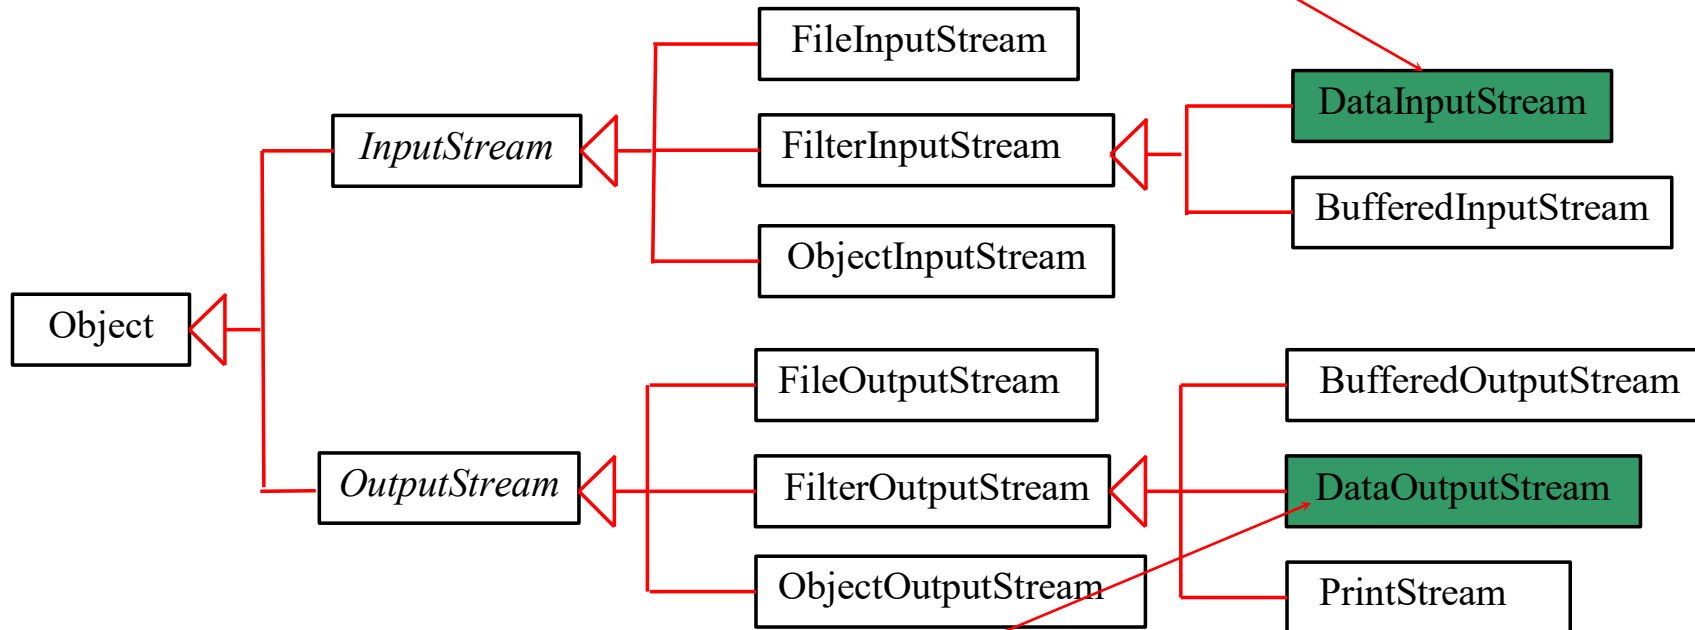 FileInputStream
DataInputStream
InputStream
FilterInputStream
BufferedInputStream
ObjectInputStream
Object
FileOutputStream
BufferedOutputStream
OutputStream
FilterOutputStream
DataOutputStream
ObjectOutputStream
PrintStream